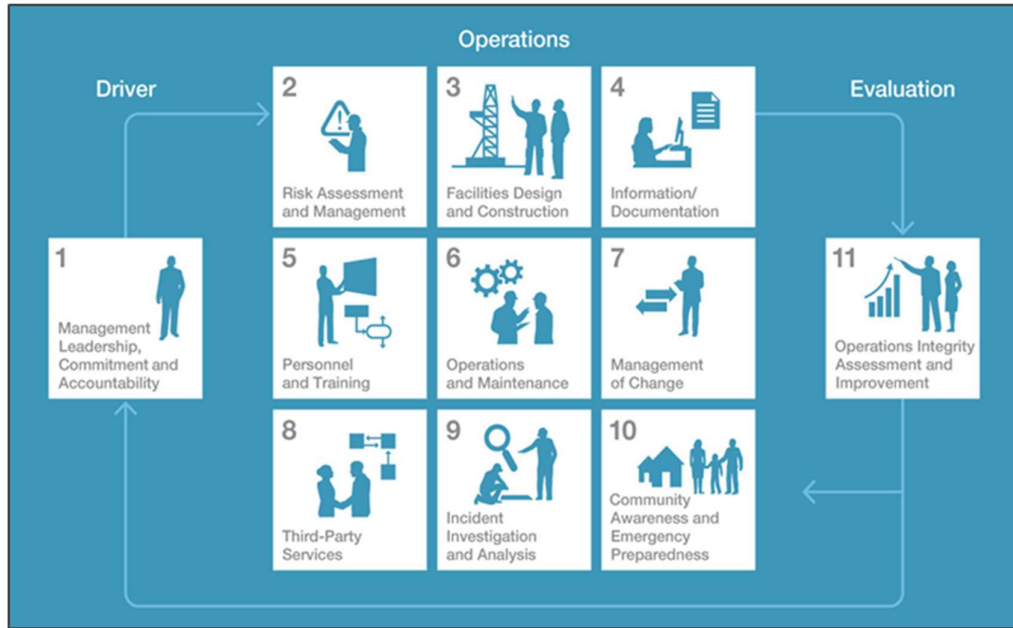 Operations
Driver
Evaluation
2
Risk Assessment
and Management
3
Facilities Design
and Construction
4
Information/
Documentation
1
Management
Leadership,
Commitment and
Accountability
5
Personnel
and Training
6
Operations
and Maintenance
7
Management
of Change
11
Operations Integrity
Assessment and
Improvement
8
Third-Party
Services
9
Incident
Investigation
and Analysis
10
Community
Awareness and
Emergency
Preparedness